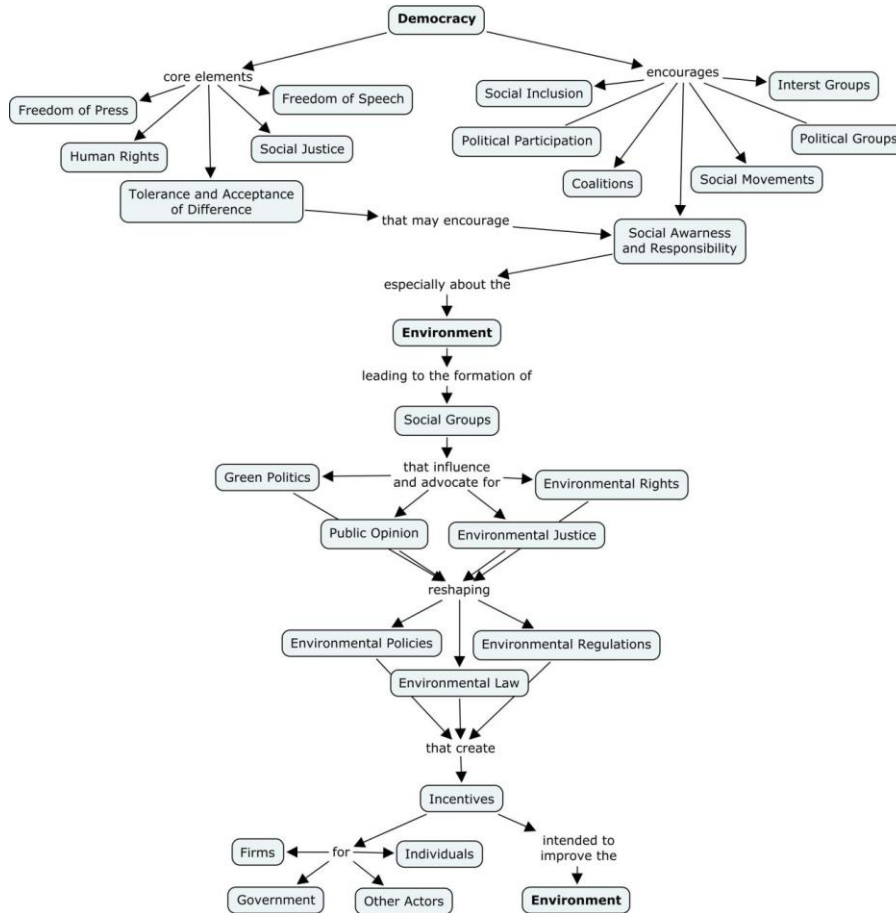 Democracy
core elements
encourages
Freedom of Press
Freedom of Speech
Human Rights
Social Justice
Tolerance and Acceptance
of Difference
Social Inclusion
Interst Groups
Political Participation
Political Groups
Coalitions
Social Movements
that may encourage
Social Awarness
and Responsibility
especially about the
Environment
leading to the formation of
Social Groups
that influence
and advocate for
Green Politics
Environmental Rights
Public Opinion
Environmental Justice
reshaping
Environmental Policies
Environmental Regulations
Environmental Law
that create
Incentives
for
Firms
Individuals
Government
Other Actors
intended to
improve the
Environment